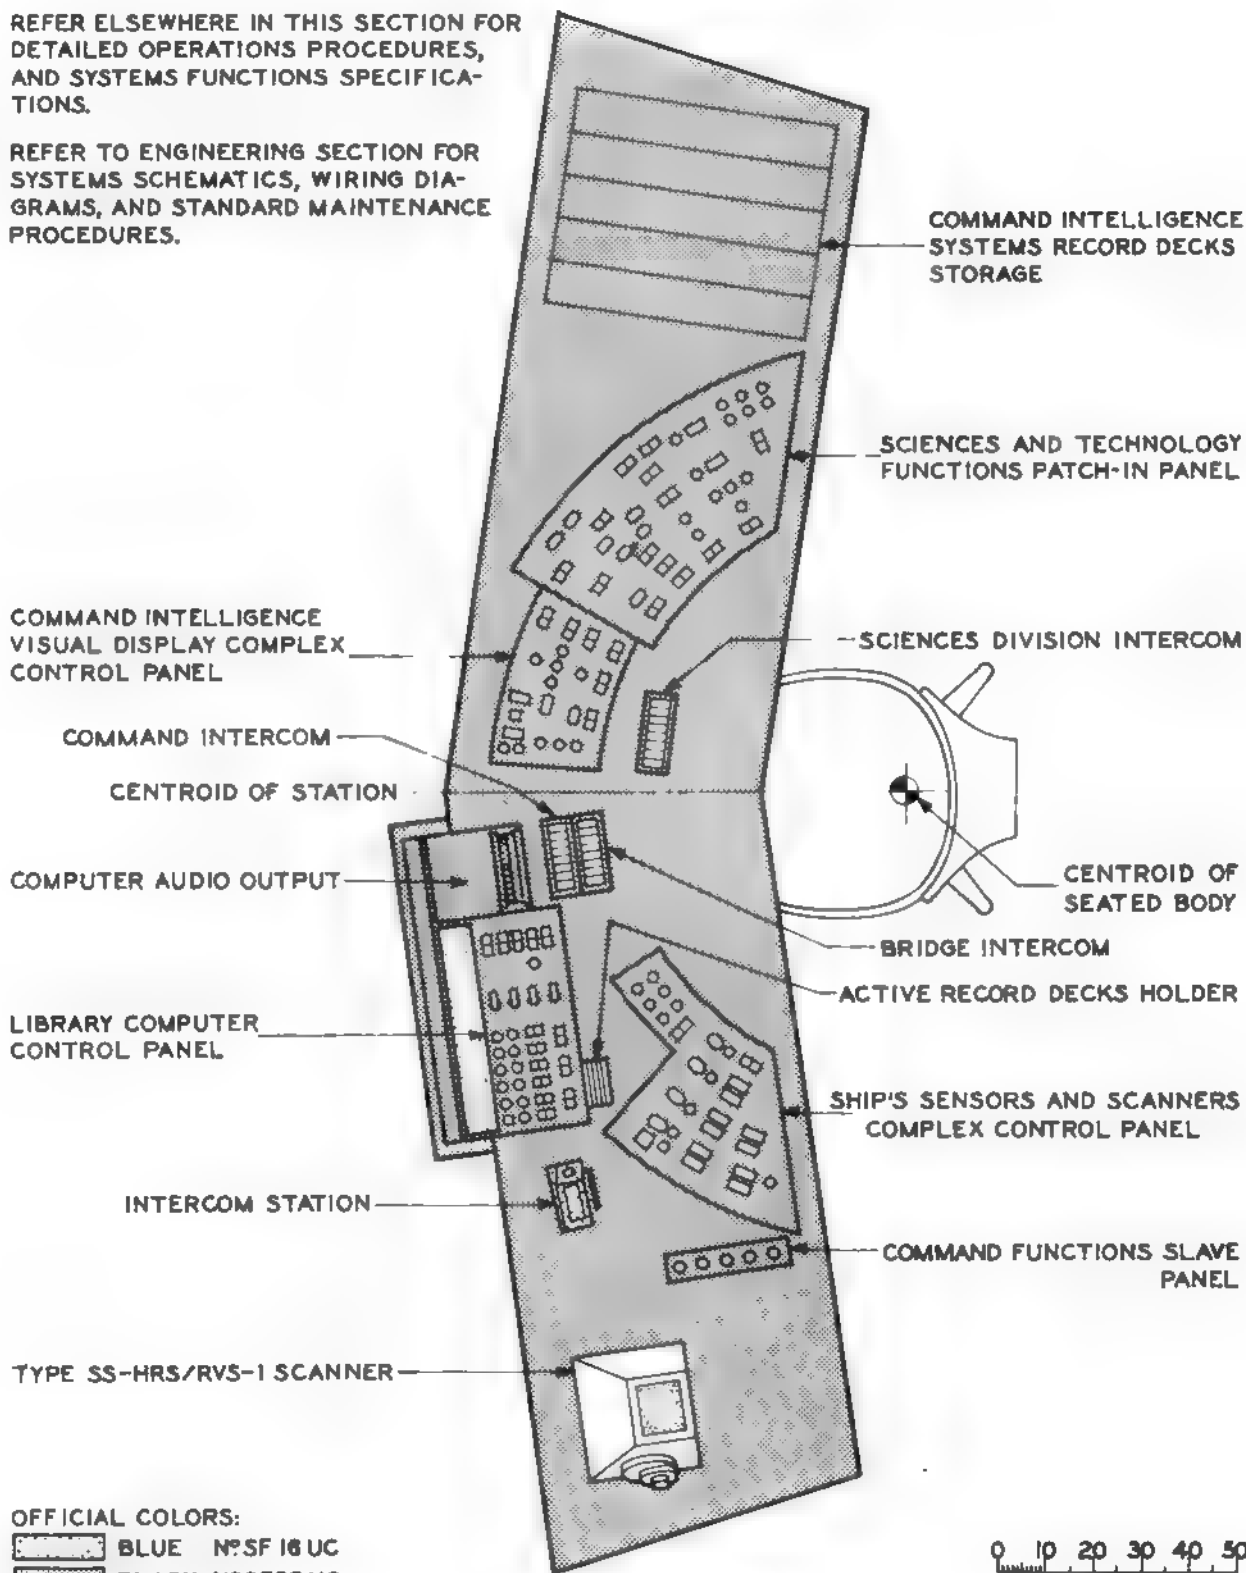 REFER ELSEWHERE IN THIS SECTION FOR
DETAILED OPERATIONS PROCEDURES,
AND SYSTEMS FUNCTIONS SPECIFICA-
TIONS.
REFER TO ENGINEERING SECTION FOR
SYSTEMS SCHEMATICS, WIRING DIA-
GRAMS, AND STANDARD MAINTENANCE
PROCEDURES.
COMMAND INTELLIGENCE
SYSTEMS RECORD DECKS
STORAGE
SCIENCES AND TECHNOLOGY
FUNCTIONS PATCH-IN PANEL
COMMAND INTELLIGENCE
VISUAL DISPLAY COMPLEX
CONTROL PANEL
SCIENCES DIVISION INTERCOM
COMMAND INTERCOM
CENTROID OF STATION
COMPUTER AUDIO OUTPUT
CENTROID OF
SEATED BODY
BRIDGE INTERCOM
ACTIVE RECORD DECKS HOLDER
LIBRARY COMPUTER
CONTROL PANEL
SHIP'S SENSORS AND SCANNERS
COMPLEX CONTROL PANEL
INTERCOM STATION
COMMAND FUNCTIONS SLAVE
PANEL
TYPE SS-HRS/RVS-1 SCANNER
OFFICIAL COLORS:
BLUE Nº SF 16 UC
0 10 20 30 40 50